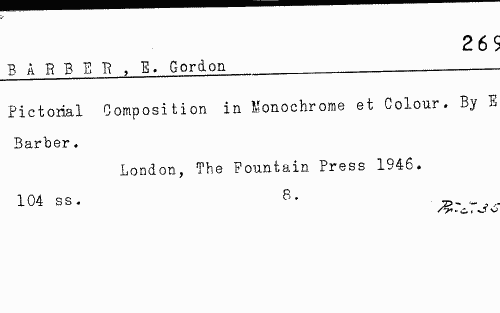 269
BARBER, E. Gordon
Pictorial Composition in Monochrome et Colour. By E
Barber.
London, The Fountain Press 1946.
104 ss. 8.